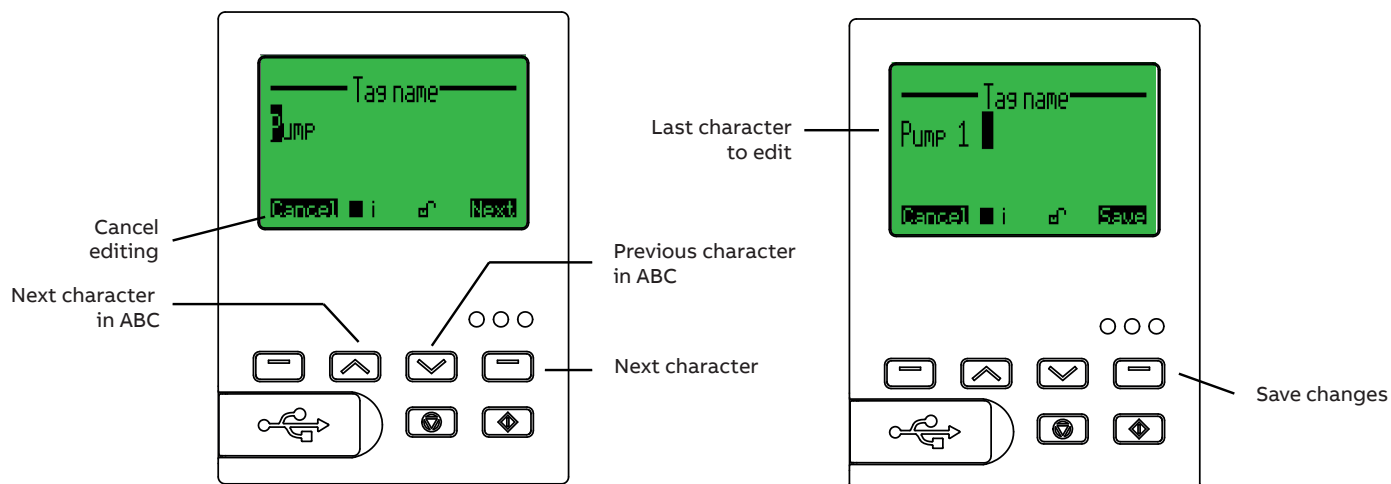 Tag name
Pump
Cancel i Next
Cancel
editing
Next character
in ABC
Previous character
in ABC
Next character
Last character
to edit
Tag name
Pump 1
Cancel i Save
Save changes